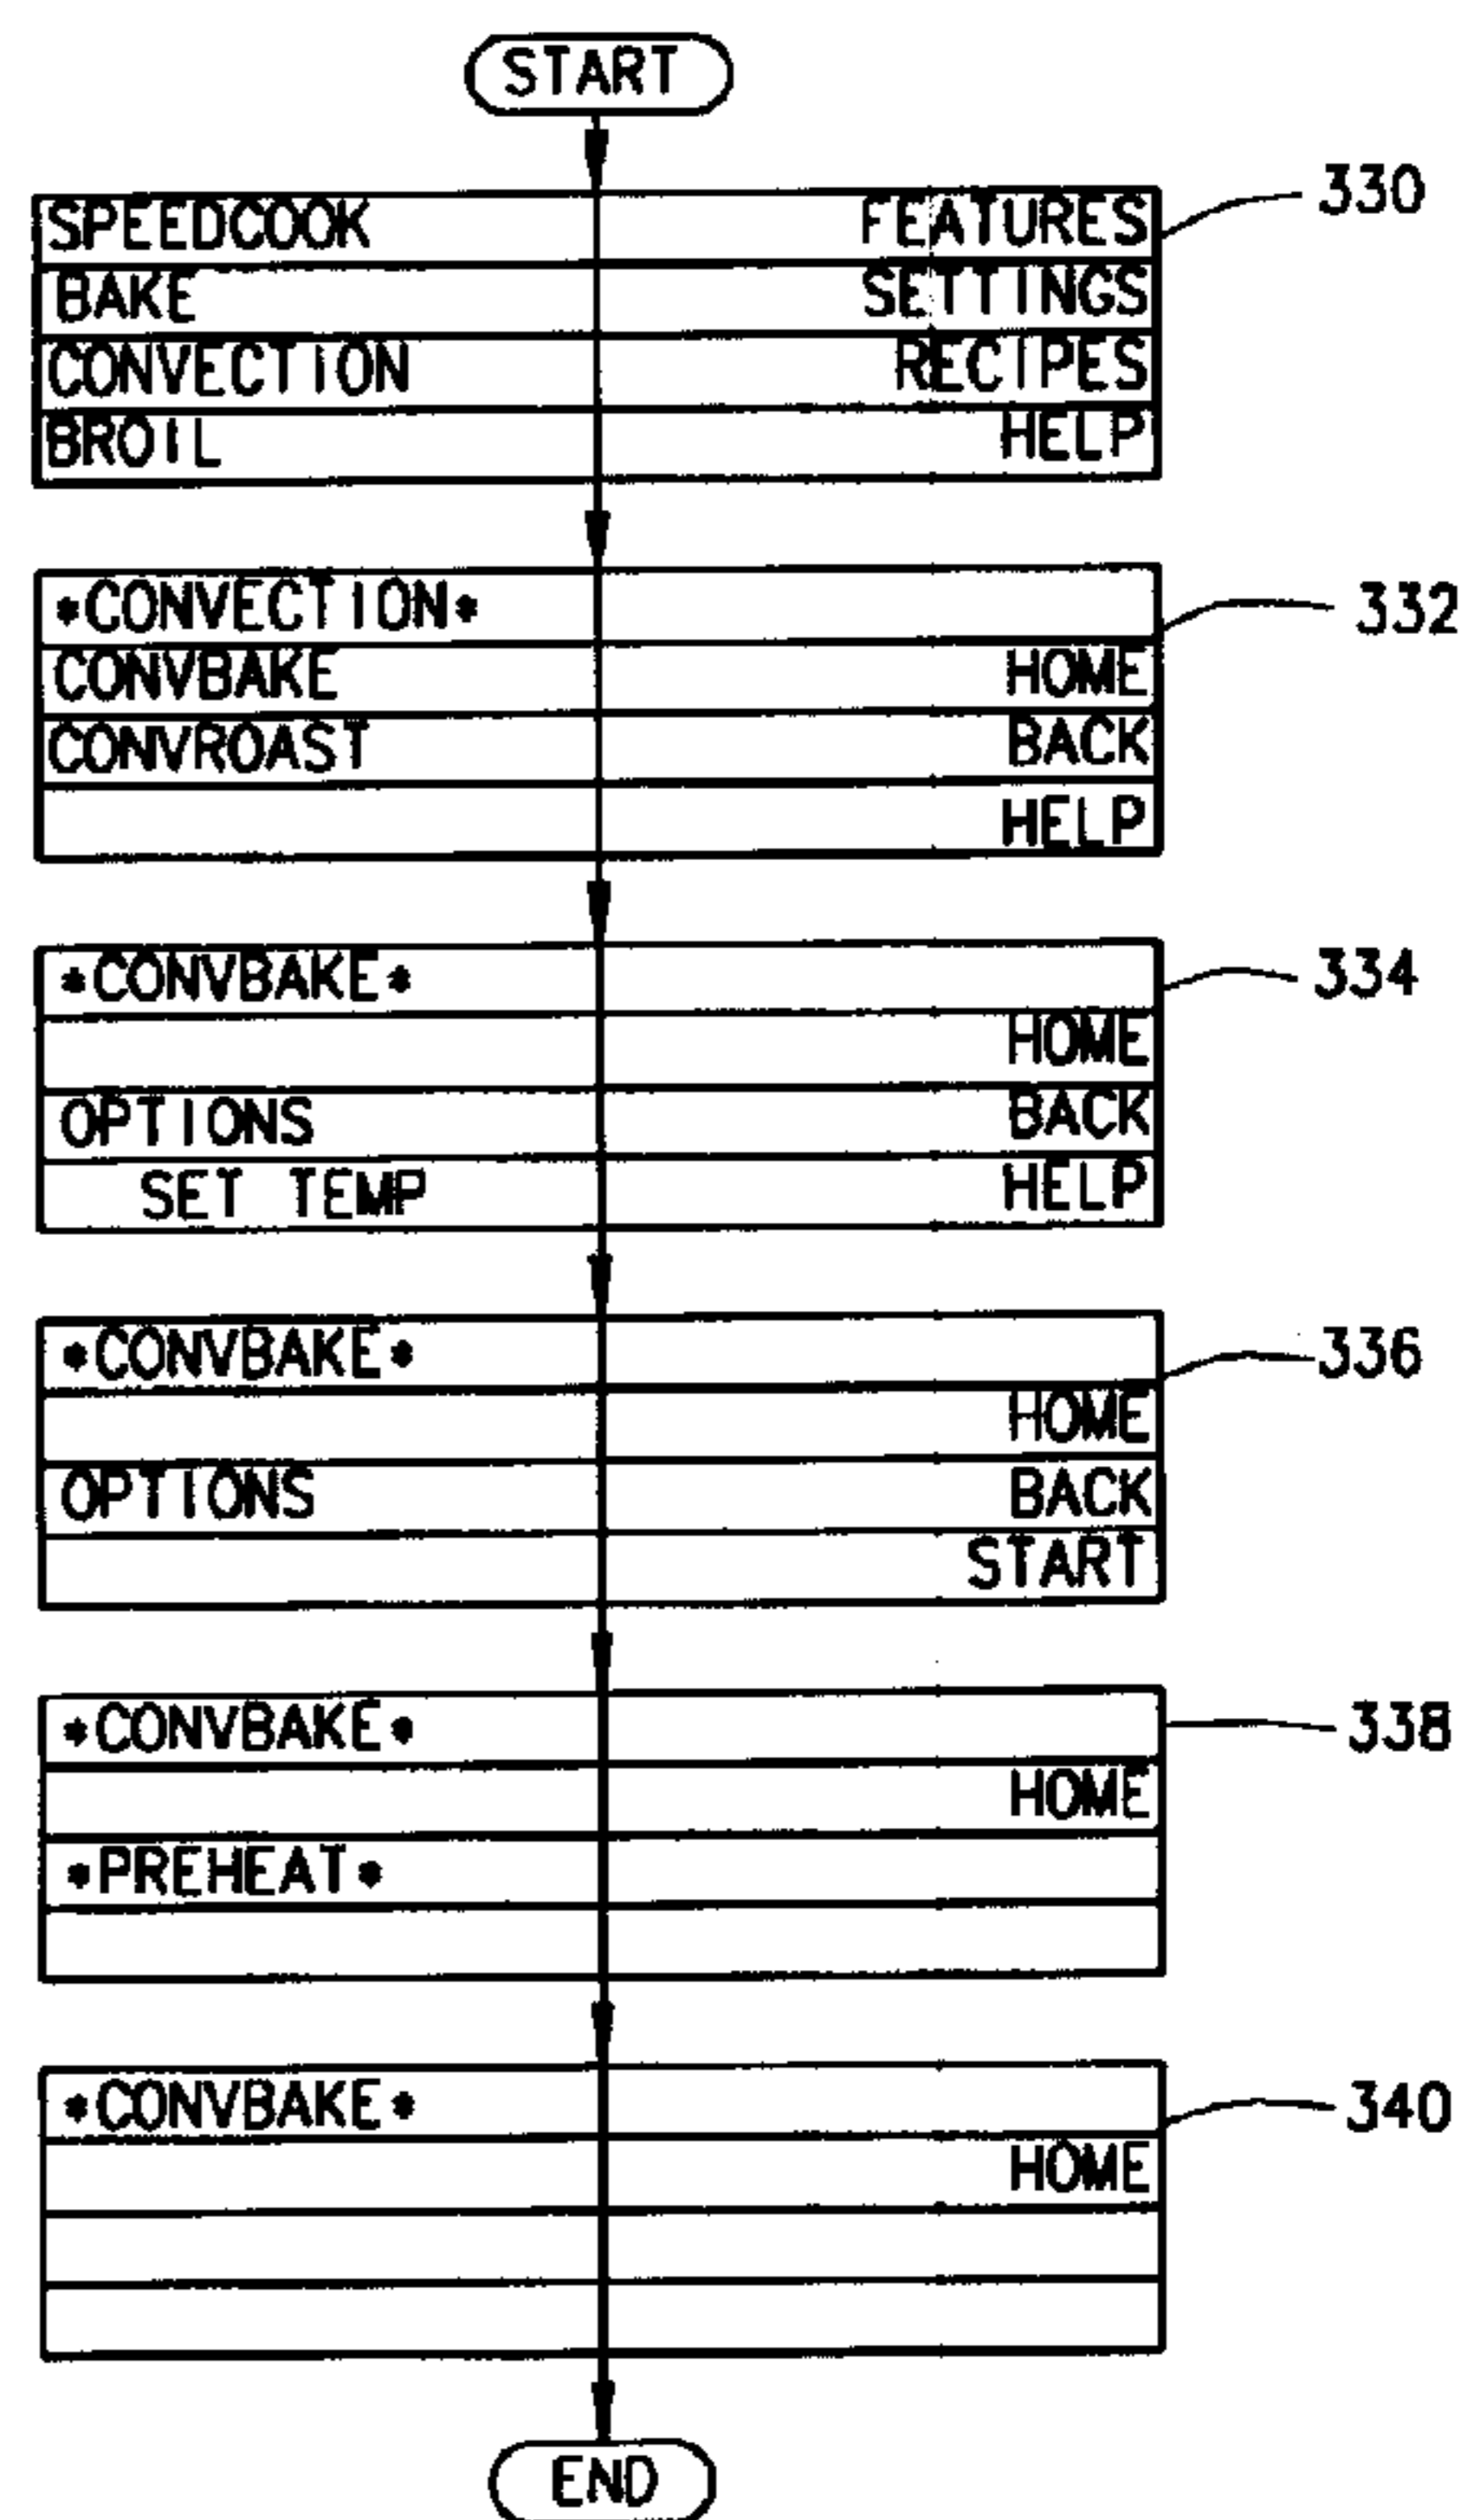 START
330
SPEEDCOOK FEATURES
BAKE SETTINGS
CONVECTION RECIPES
BROIL HELP
332
*CONVECTION*
CONVBAKE HOME
CONVROAST BACK
HELP
334
*CONVBAKE*
HOME
OPTIONS BACK
SET TEMP HELP
336
*CONVBAKE*
HOME
OPTIONS BACK
START
338
*CONVBAKE*
HOME
*PREHEAT*
340
*CONVBAKE*
HOME
END